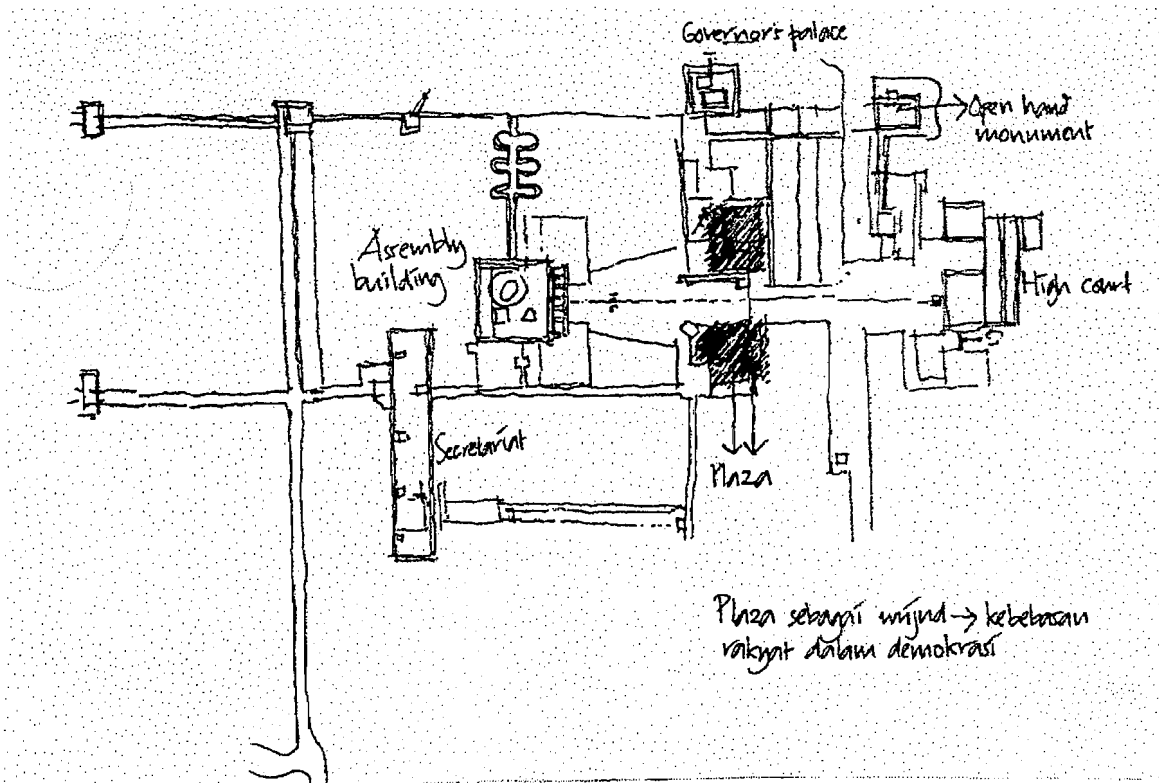 Governor's palace
Open hand
monument
Assembly
building
High court
Secretariat
Plaza
Plaza sebagai wujud → kebebasan
rakyat dalam demokrasi